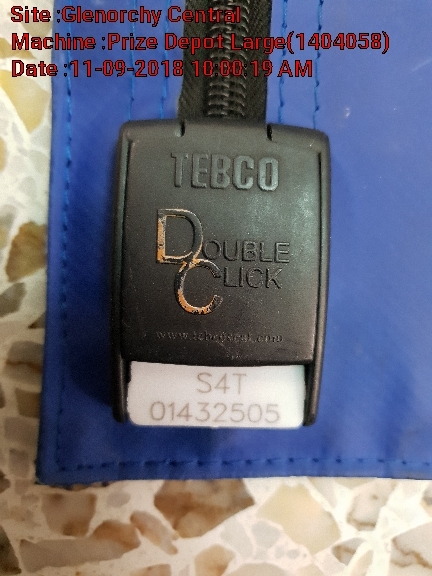 Site :Glenorchy Central
Machine :Prize Depot Large(1404058)
Date :11-09-2018 10:00:19 AM
TEBCO
DOUBLE
CLICK
S4T
01432505